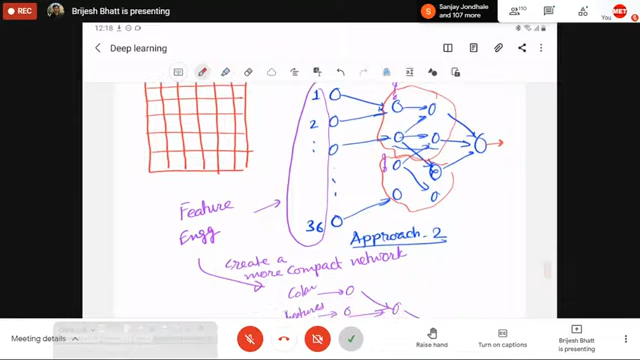 REC
Brijesh Bhatt is presenting
S
Sanjay Jondhale
and 107 more
110
You
MET
12:18
Deep learning
1
2
36
Approach-2
Feature
Engg
create a
more compact network
Color
Meeting details
Raise hand
Turn on captions
Brijesh Bhatt
is presenting